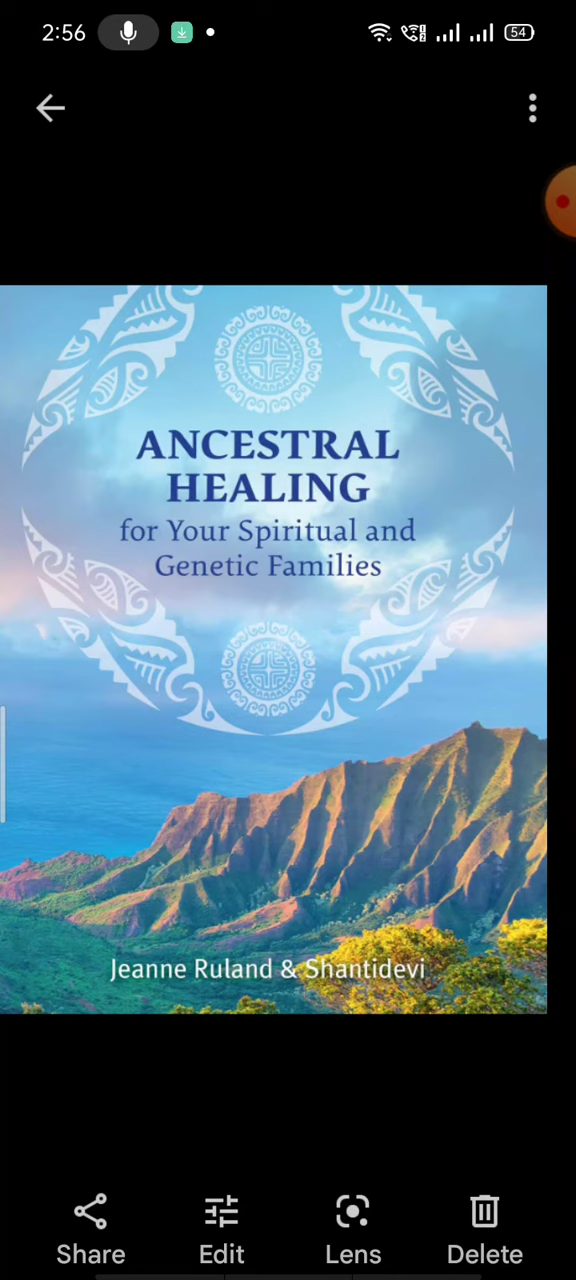 2:56
54
ANCESTRAL
HEALING
for Your Spiritual and
Genetic Families
Jeanne Ruland & Shantidevi
Share Edit Lens Delete